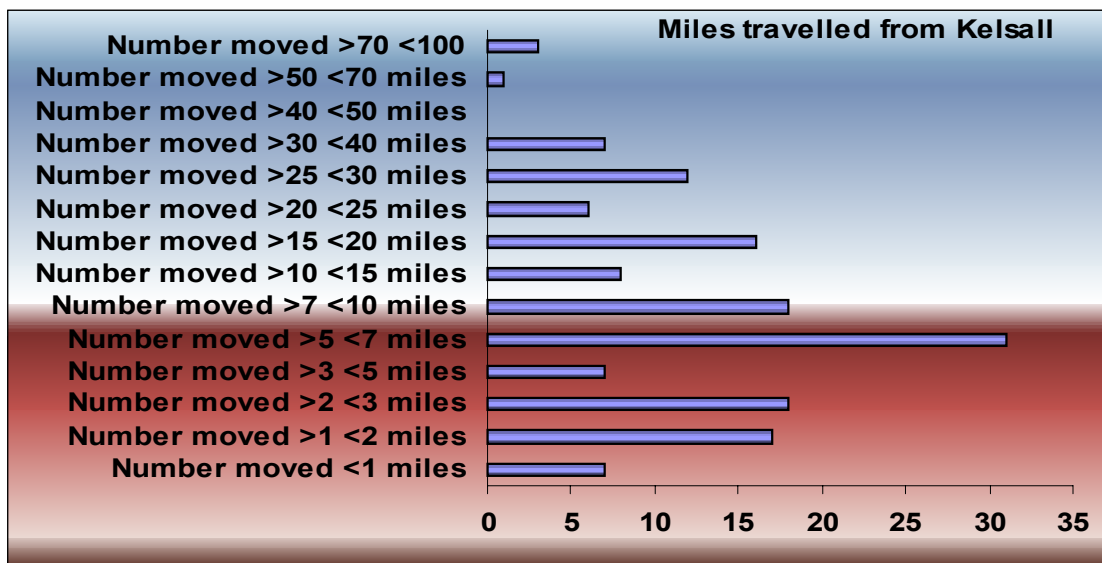 Miles travelled from Kelsall
Number moved >70 <100
Number moved >50 <70 miles
Number moved >40 <50 miles
Number moved >30 <40 miles
Number moved >25 <30 miles
Number moved >20 <25 miles
Number moved >15 <20 miles
Number moved >10 <15 miles
Number moved >7 <10 miles
Number moved >5 <7 miles
Number moved >3 <5 miles
Number moved >2 <3 miles
Number moved >1 <2 miles
Number moved <1 miles
0 5 10 15 20 25 30 35